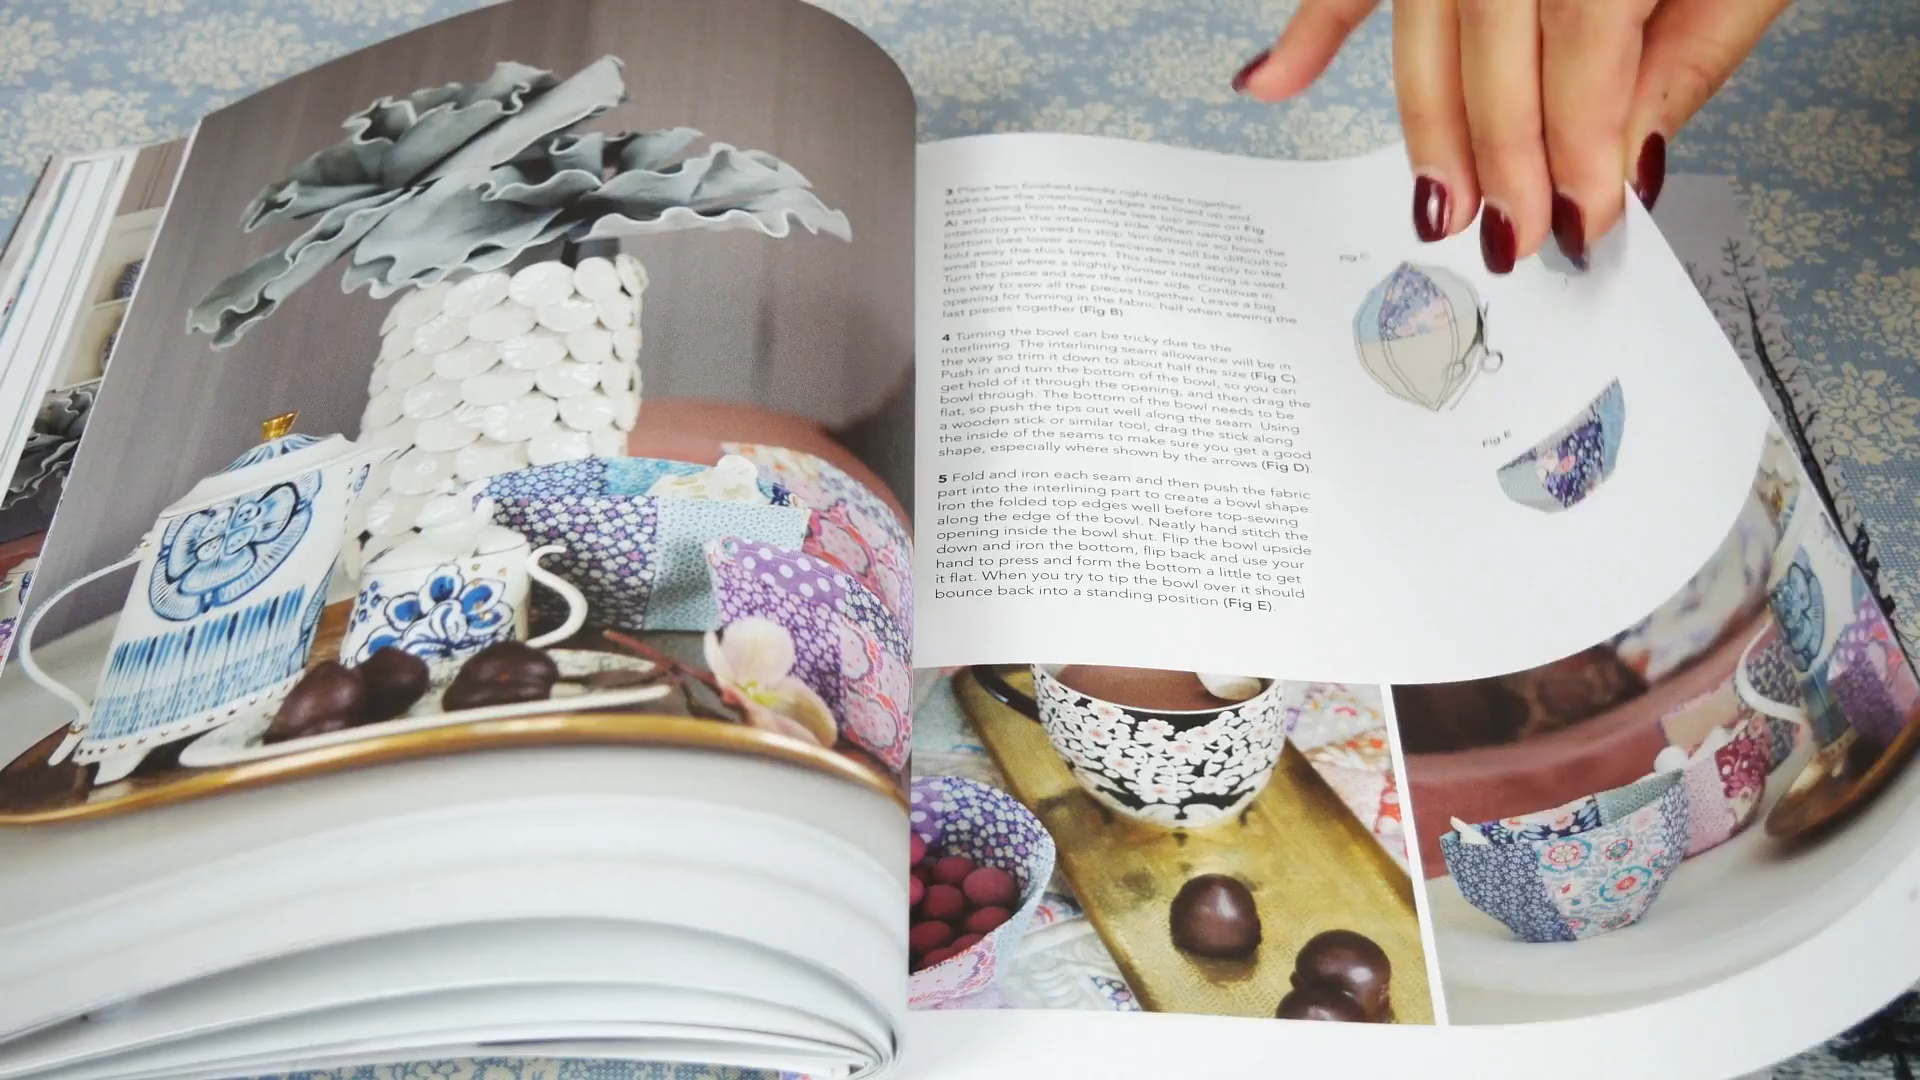 3 Place two finished pieces right sides together.
Make sure the interlining edges are lined up and
start sewing from the middle (see top arrow on Fig
A) and down the interlining side. When using thick
interlining you need to stop ¼in (6mm) or so from the
bottom (see lower arrow) because it will be difficult to
fold away the thick layers. This does not apply to the
small bowl where a slightly thinner interlining is used.
Turn the piece and sew the other side. Continue in
this way to sew all the pieces together. Leave a big
opening for turning in the fabric half when sewing the
last pieces together (Fig B).
4 Turning the bowl can be tricky due to the
interlining. The interlining seam allowance will be in
the way so trim it down to about half the size (Fig C).
Push in and turn the bottom of the bowl, so you can
get hold of it through the opening, and then drag the
bowl through. The bottom of the bowl needs to be
flat, so push the tips out well along the seam. Using
a wooden stick or similar tool, drag the stick along
the inside of the seams to make sure you get a good
shape, especially where shown by the arrows (Fig D).
5 Fold and iron each seam and then push the fabric
part into the interlining part to create a bowl shape.
Iron the folded top edges well before top-sewing
along the edge of the bowl. Neatly hand stitch the
opening inside the bowl shut. Flip the bowl upside
down and iron the bottom, flip back and use your
hand to press and form the bottom a little to get
it flat. When you try to tip the bowl over it should
bounce back into a standing position (Fig E).
Fig C
Fig E